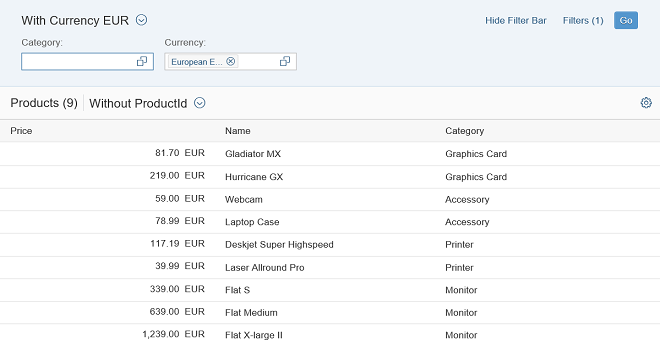 With Currency EUR Hide Filter Bar Filters (1) Go
Category: Currency:
European E...
Products (9) Without ProductId
Price Name Category
81.70 EUR Gladiator MX Graphics Card
219.00 EUR Hurricane GX Graphics Card
59.00 EUR Webcam Accessory
78.99 EUR Laptop Case Accessory
117.19 EUR Deskjet Super Highspeed Printer
39.99 EUR Laser Allround Pro Printer
339.00 EUR Flat S Monitor
639.00 EUR Flat Medium Monitor
1,239.00 EUR Flat X-large II Monitor